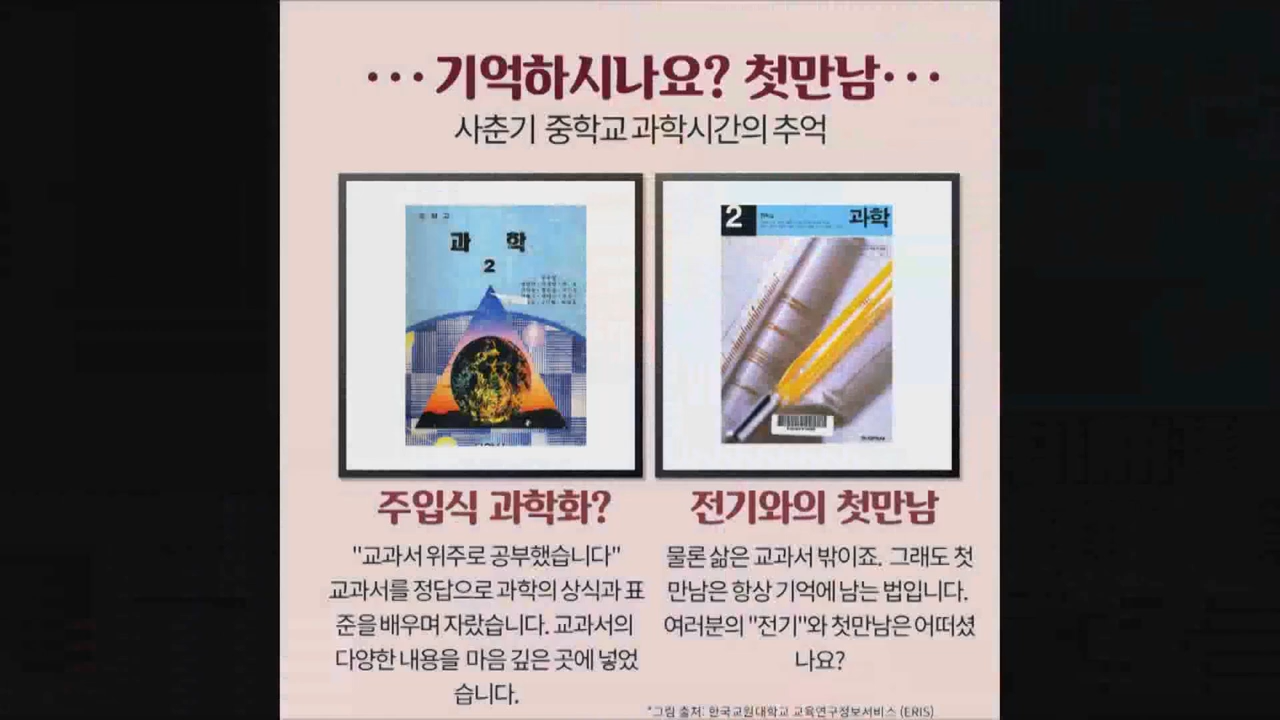 ···기억하시나요? 첫만남···
사춘기 중학교 과학시간의 추억
중학교
과 학
2
2
과학
주입식 과학화?
"교과서 위주로 공부했습니다"
교과서를 정답으로 과학의 상식과 표
준을 배우며 자랐습니다. 교과서의
다양한 내용을 마음 깊은 곳에 넣었
습니다.
전기와의 첫만남
물론 삶은 교과서 밖이죠. 그래도 첫
만남은 항상 기억에 남는 법입니다.
여러분의 "전기"와 첫만남은 어떠셨
나요?
*그림 출처: 한국교원대학교 교육연구정보서비스 (ERIS)